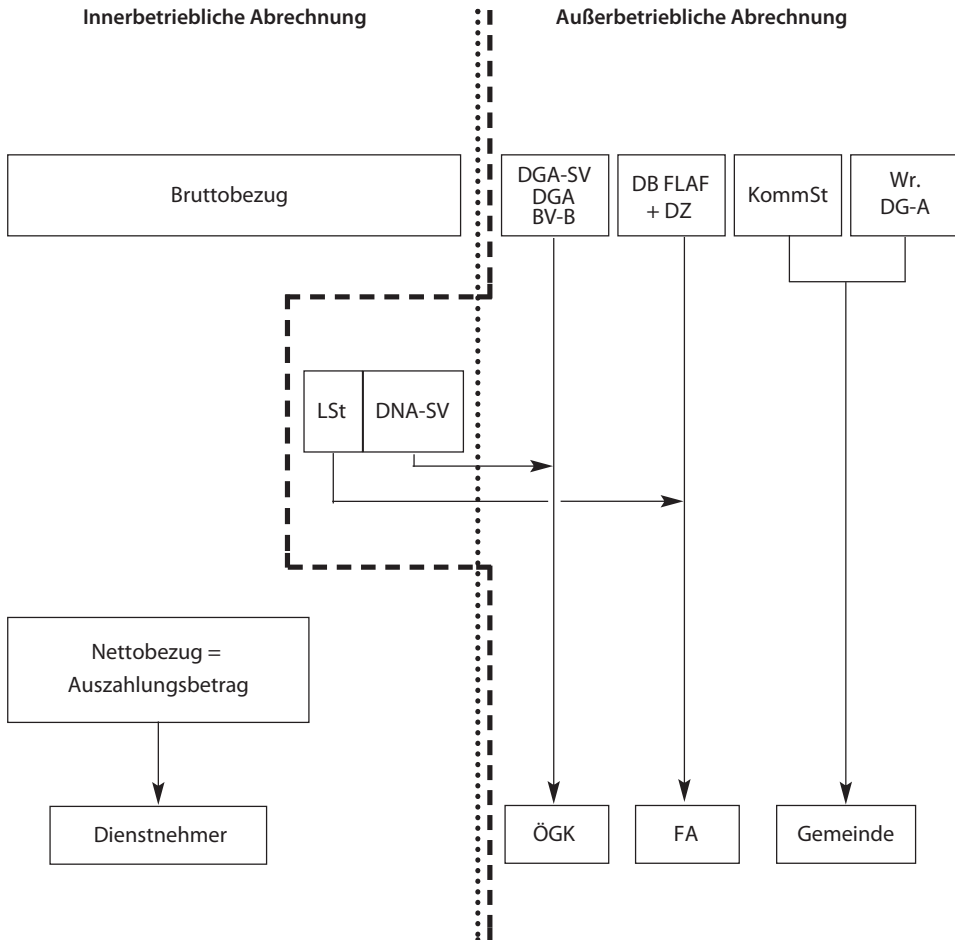 Innerbetriebliche Abrechnung
Außerbetriebliche Abrechnung
Bruttobezug
DGA-SV
DGA
BV-B
DB FLAF
+ DZ
KommSt
Wr.
DG-A
LSt
DNA-SV
Nettobezug =
Auszahlungsbetrag
Dienstnehmer
ÖGK
FA
Gemeinde